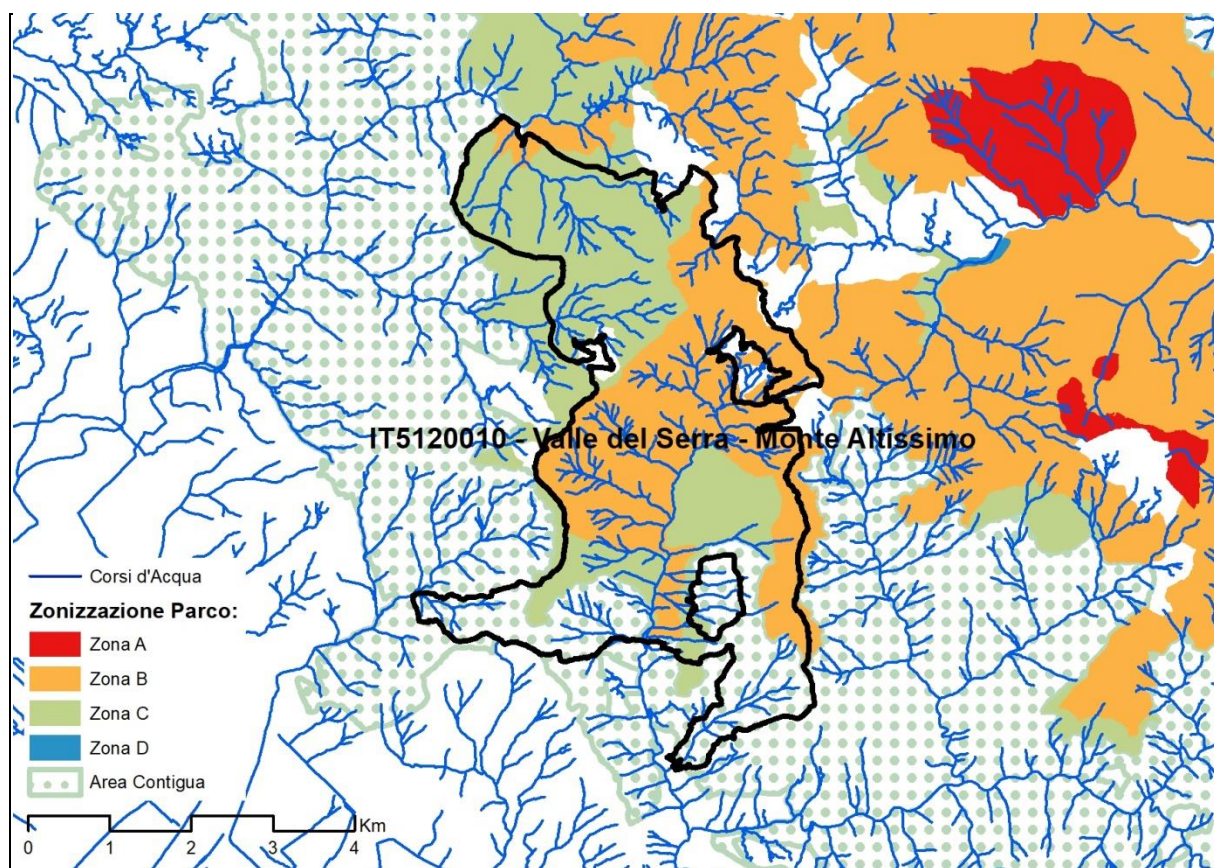 IT5120010 - Valle del Serra - Monte Altissimo
Corsi d'Acqua
Zonizzazione Parco:
Zona A
Zona B
Zona C
Zona D
Area Contigua
Km
0 1 2 3 4